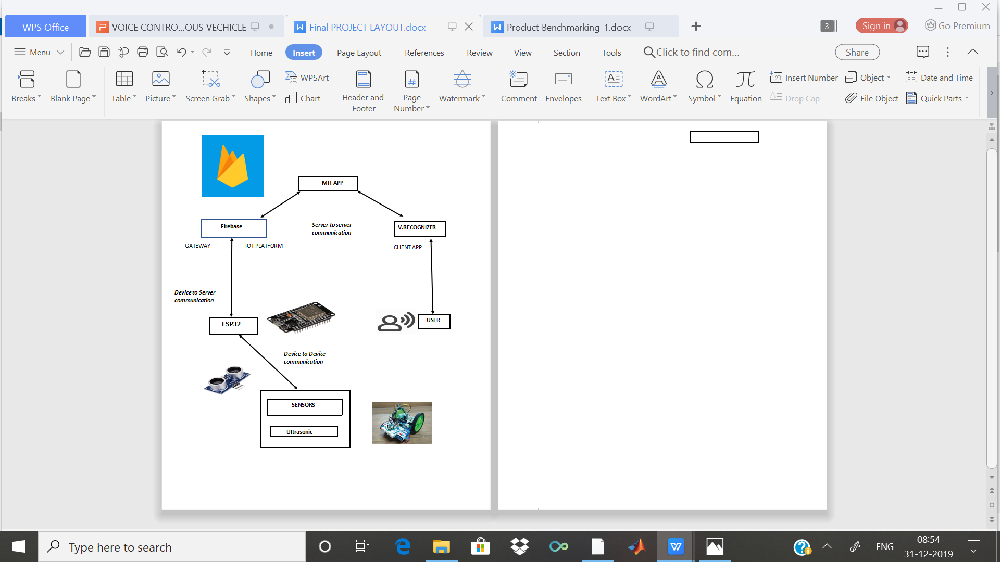 WPS Office
VOICE CONTRO...OUS VECHICLE
Final PROJECT LAYOUT.docx
Product Benchmarking-1.docx
3
Sign in
Go Premium
Menu
Home
Insert
Page Layout
References
Review
View
Section
Tools
Click to find com...
Share
Breaks
Blank Page
Table
Picture
Screen Grab
Shapes
WPSArt
Chart
Header and
Footer
Page
Number
Watermark
Comment
Envelopes
Text Box
WordArt
Symbol
Equation
Insert Number
Drop Cap
Object
File Object
Date and Time
Quick Parts
MIT APP
Firebase
Server to server
communication
V.RECOGNIZER
GATEWAY
IOT PLATFORM
CLIENT APP.
Device to Server
communication
ESP32
USER
Device to Device
communication
SENSORS
Ultrasonic
Type here to search
ENG
08:54
31-12-2019